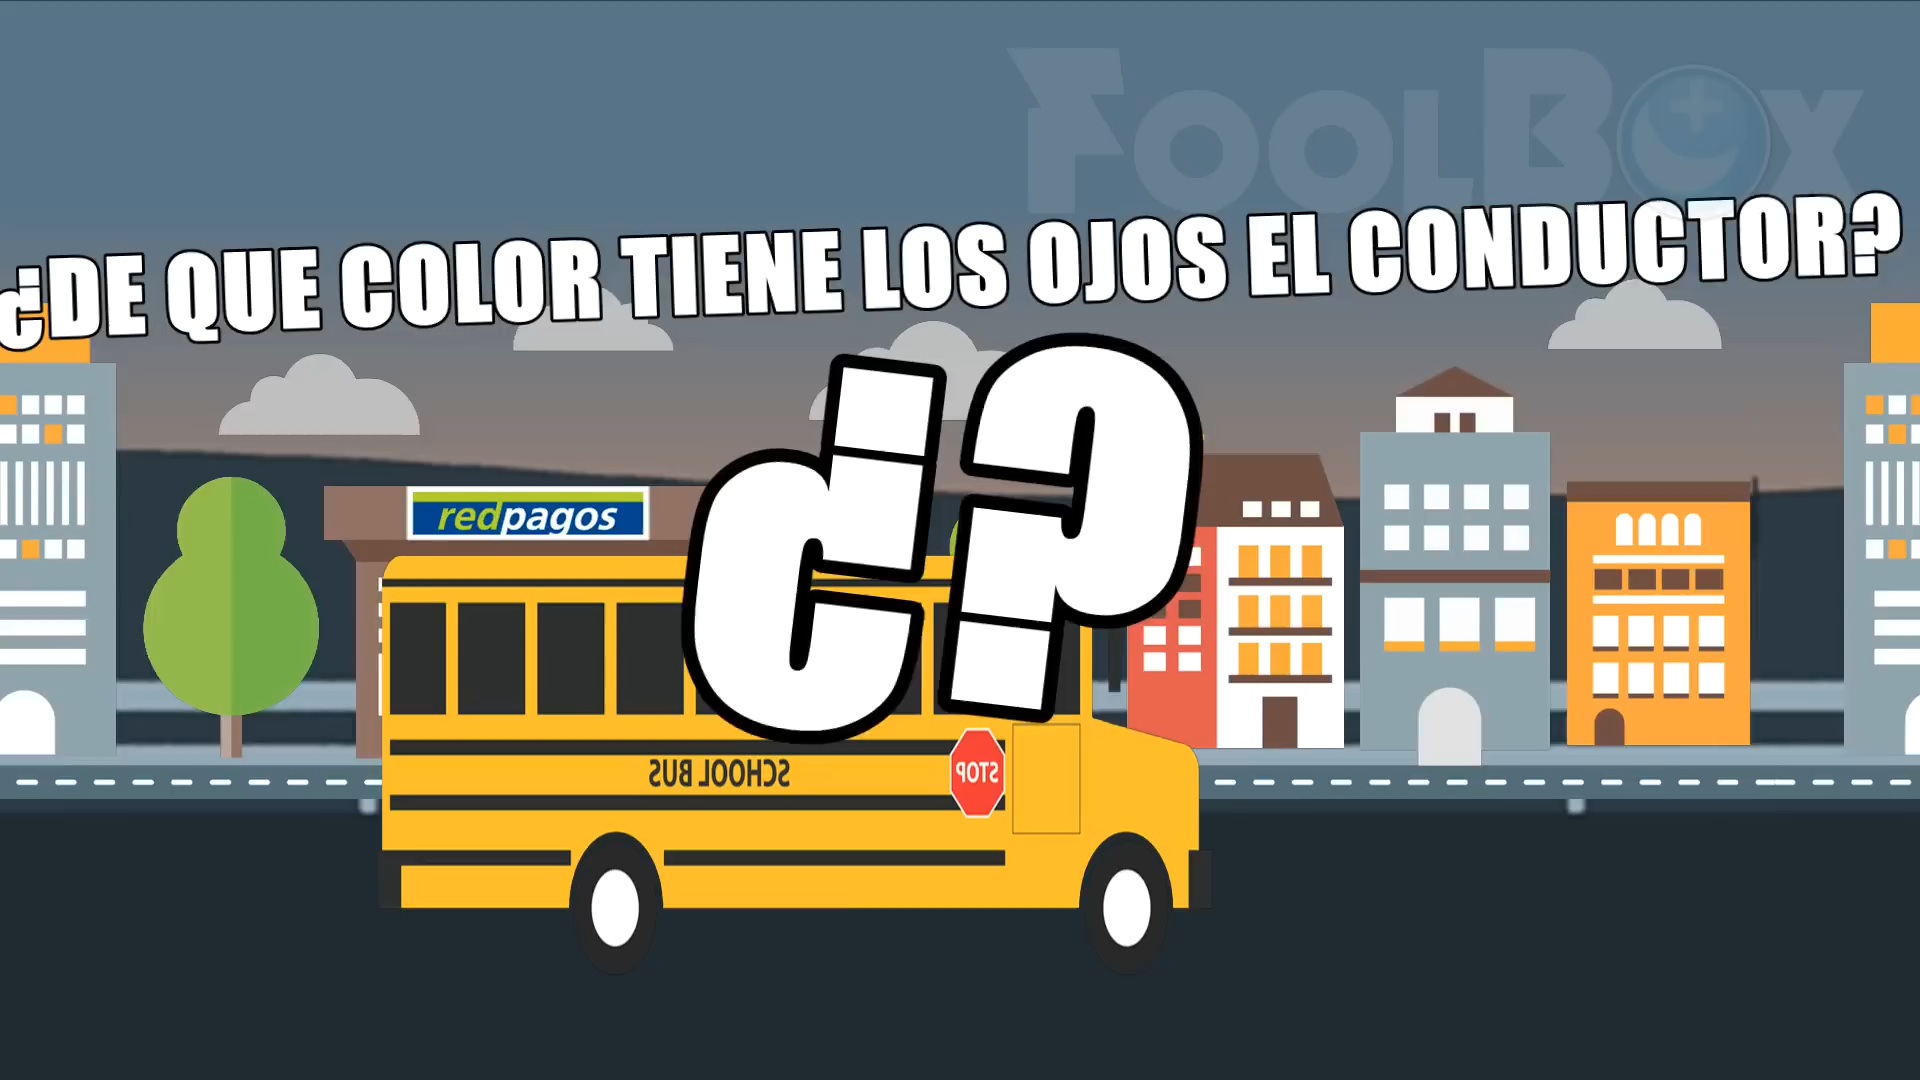 FOOLBOX
¿DE QUE COLOR TIENE LOS OJOS EL CONDUCTOR?
¿?
redpagos
SCHOOL BUS
STOP